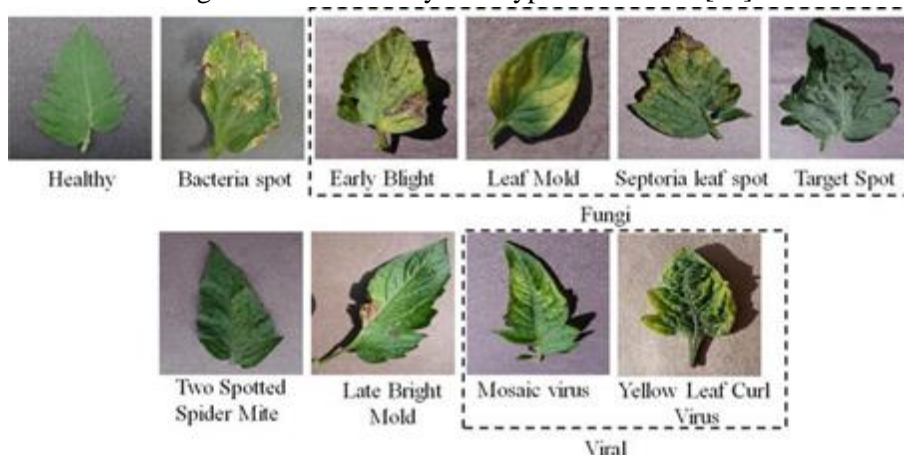 Healthy
Bacteria spot
Early Blight
Leaf Mold
Septoria leaf spot
Target Spot
Fungi
Two Spotted
Spider Mite
Late Bright
Mold
Mosaic virus
Yellow Leaf Curl
Virus
Viral